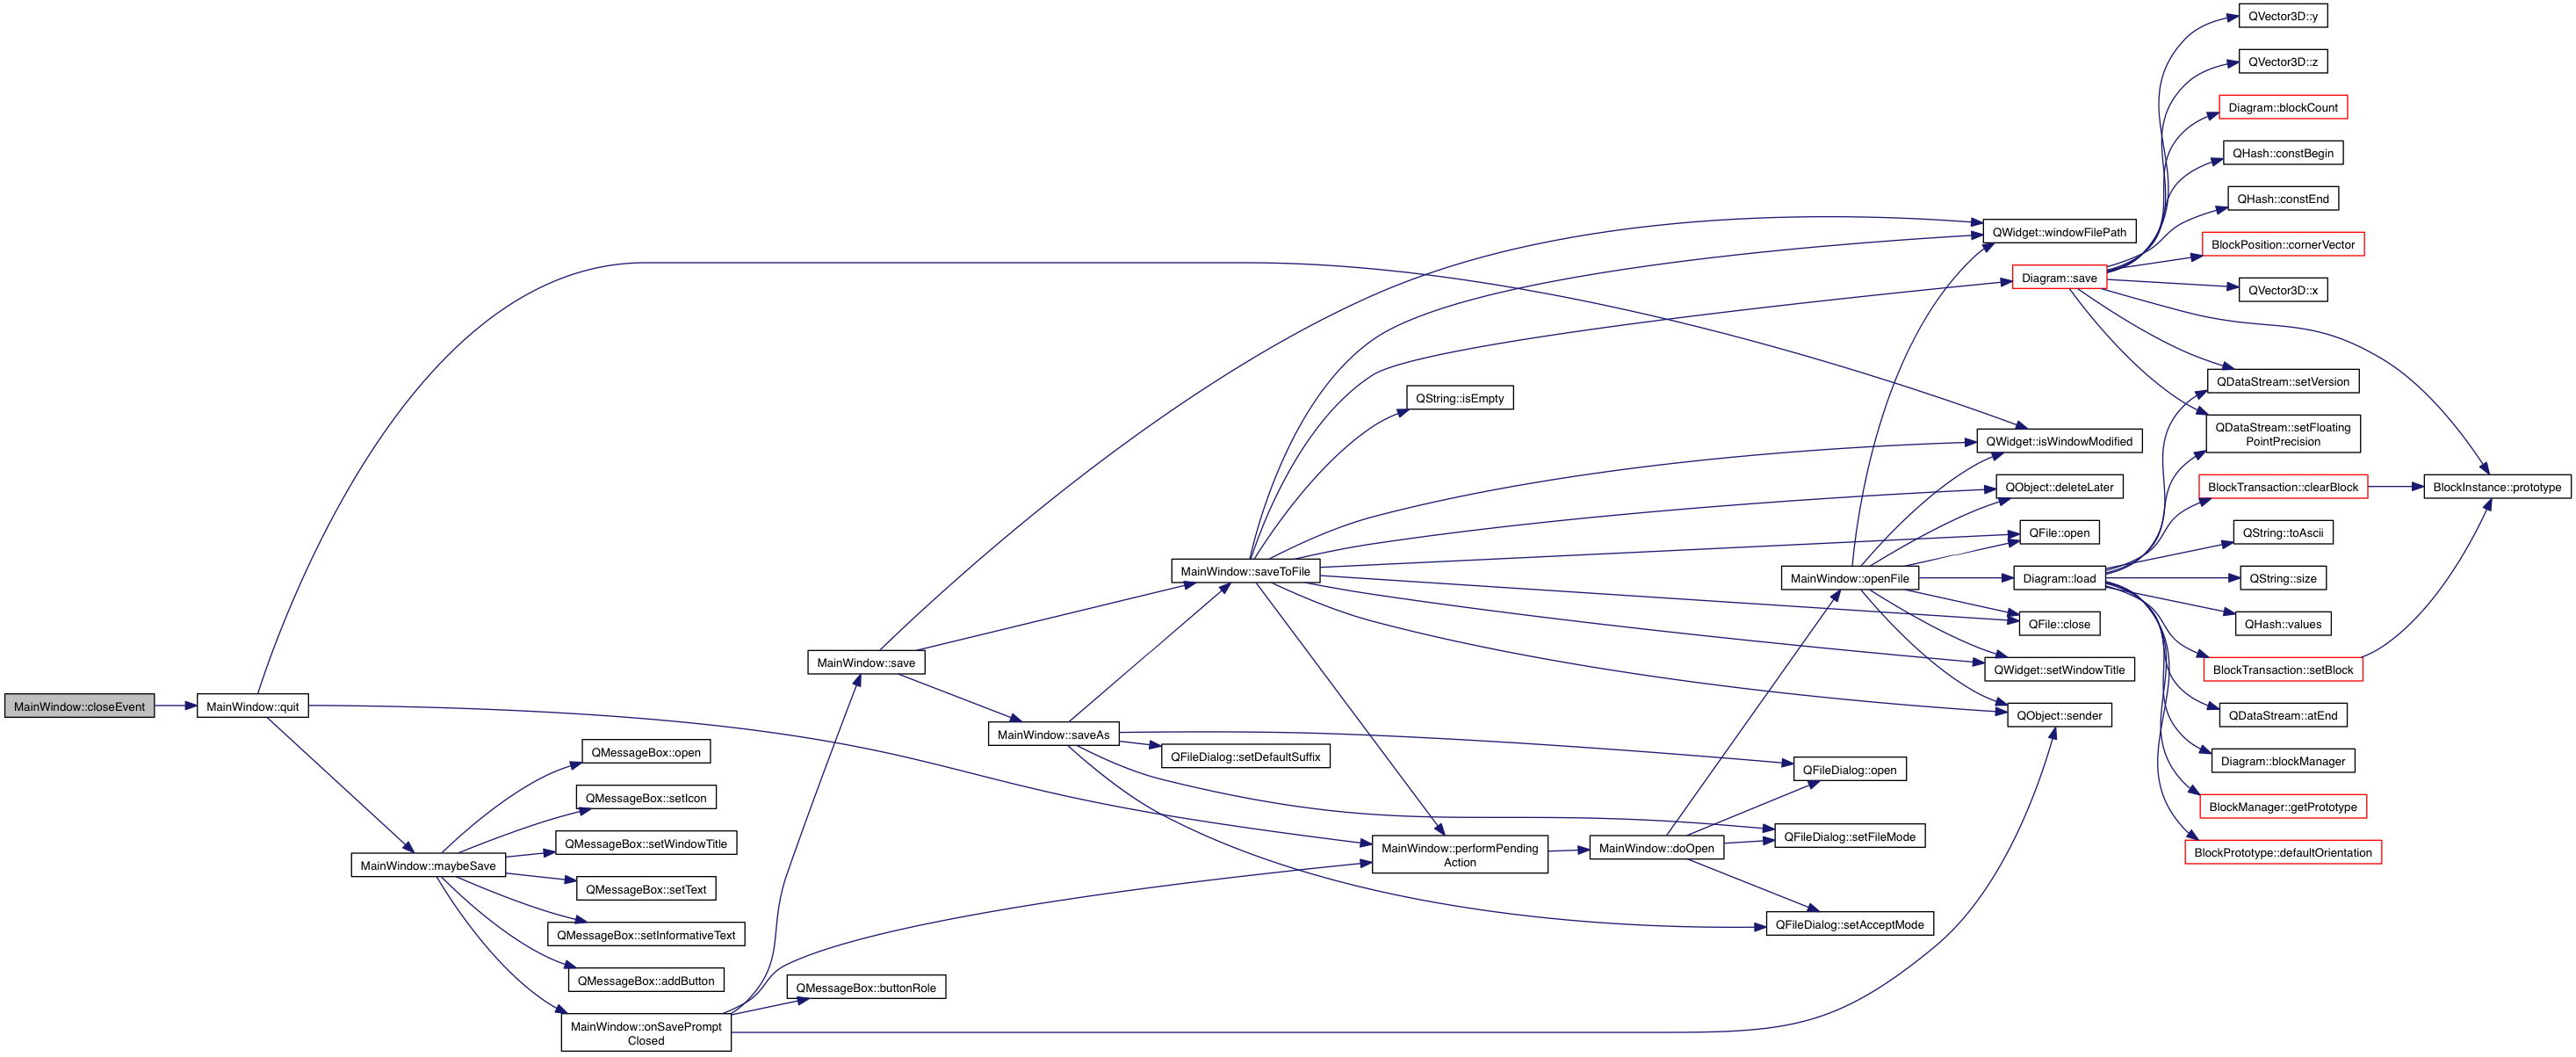 MainWindow::closeEvent
MainWindow::quit
MainWindow::maybeSave
QMessageBox::open
QMessageBox::setIcon
QMessageBox::setWindowTitle
QMessageBox::setText
QMessageBox::setInformativeText
QMessageBox::addButton
MainWindow::onSavePrompt
Closed
MainWindow::save
QMessageBox::buttonRole
MainWindow::saveAs
MainWindow::saveToFile
QFileDialog::setDefaultSuffix
QString::isEmpty
MainWindow::performPending
Action
MainWindow::doOpen
MainWindow::openFile
QFileDialog::open
QFileDialog::setFileMode
QFileDialog::setAcceptMode
QWidget::windowFilePath
Diagram::save
QWidget::isWindowModified
QObject::deleteLater
QFile::open
Diagram::load
QFile::close
QWidget::setWindowTitle
QObject::sender
QVector3D::y
QVector3D::z
Diagram::blockCount
QHash::constBegin
QHash::constEnd
BlockPosition::cornerVector
QVector3D::x
QDataStream::setVersion
QDataStream::setFloating
PointPrecision
BlockTransaction::clearBlock
QString::toAscii
QString::size
QHash::values
BlockTransaction::setBlock
QDataStream::atEnd
Diagram::blockManager
BlockManager::getPrototype
BlockPrototype::defaultOrientation
BlockInstance::prototype